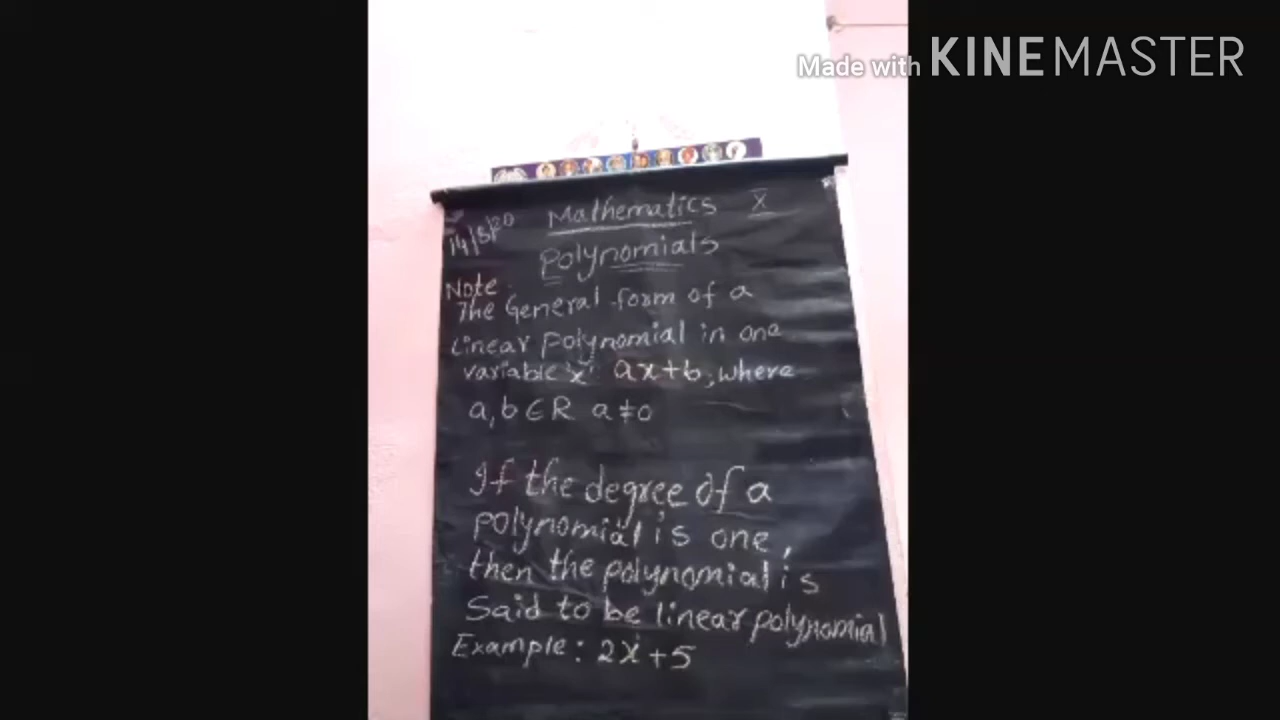 Made with KINEMASTER
Mathematics X
14/8/20
Polynomials
Note
The General form of a
Linear polynomial in one
variable 'x' ax+b, where
a, b ∈ R a ≠ 0
If the degree of a
polynomial is one,
then the polynomial is
Said to be linear polynomial
Example: 2x+5